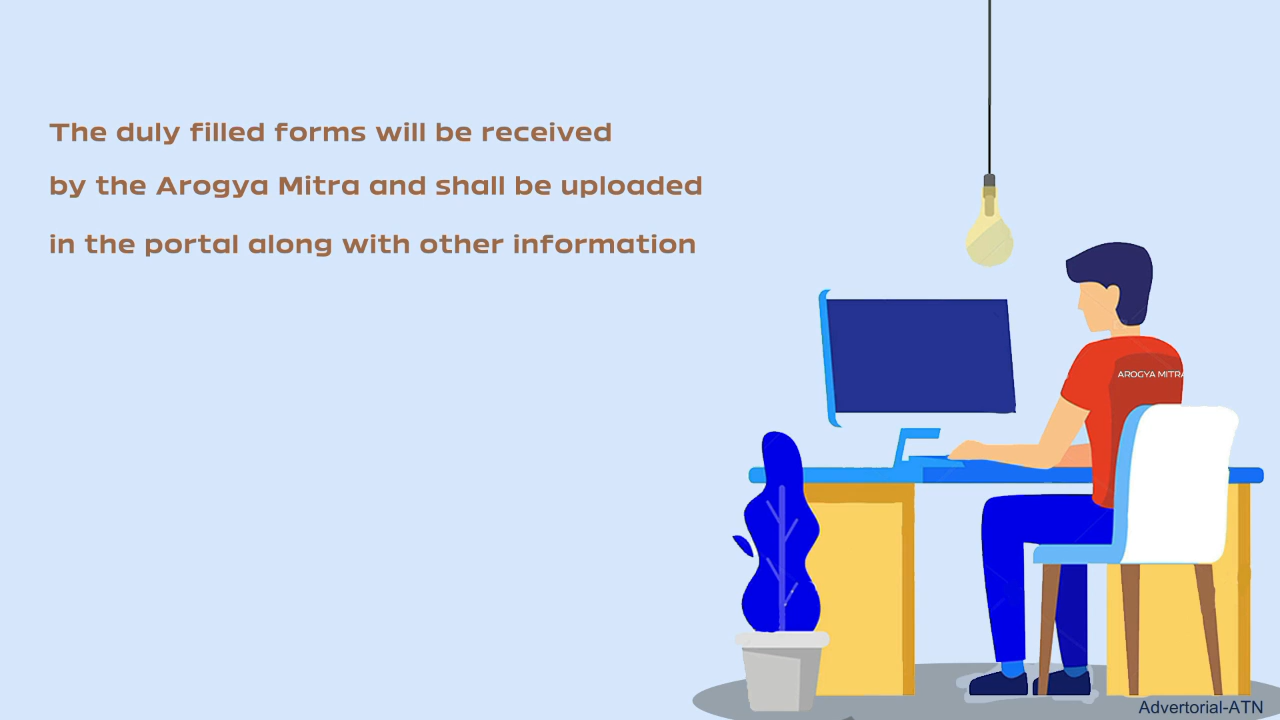 The duly filled forms will be received
by the Arogya Mitra and shall be uploaded
in the portal along with other information
AROGYA MITRA
Advertorial-ATN